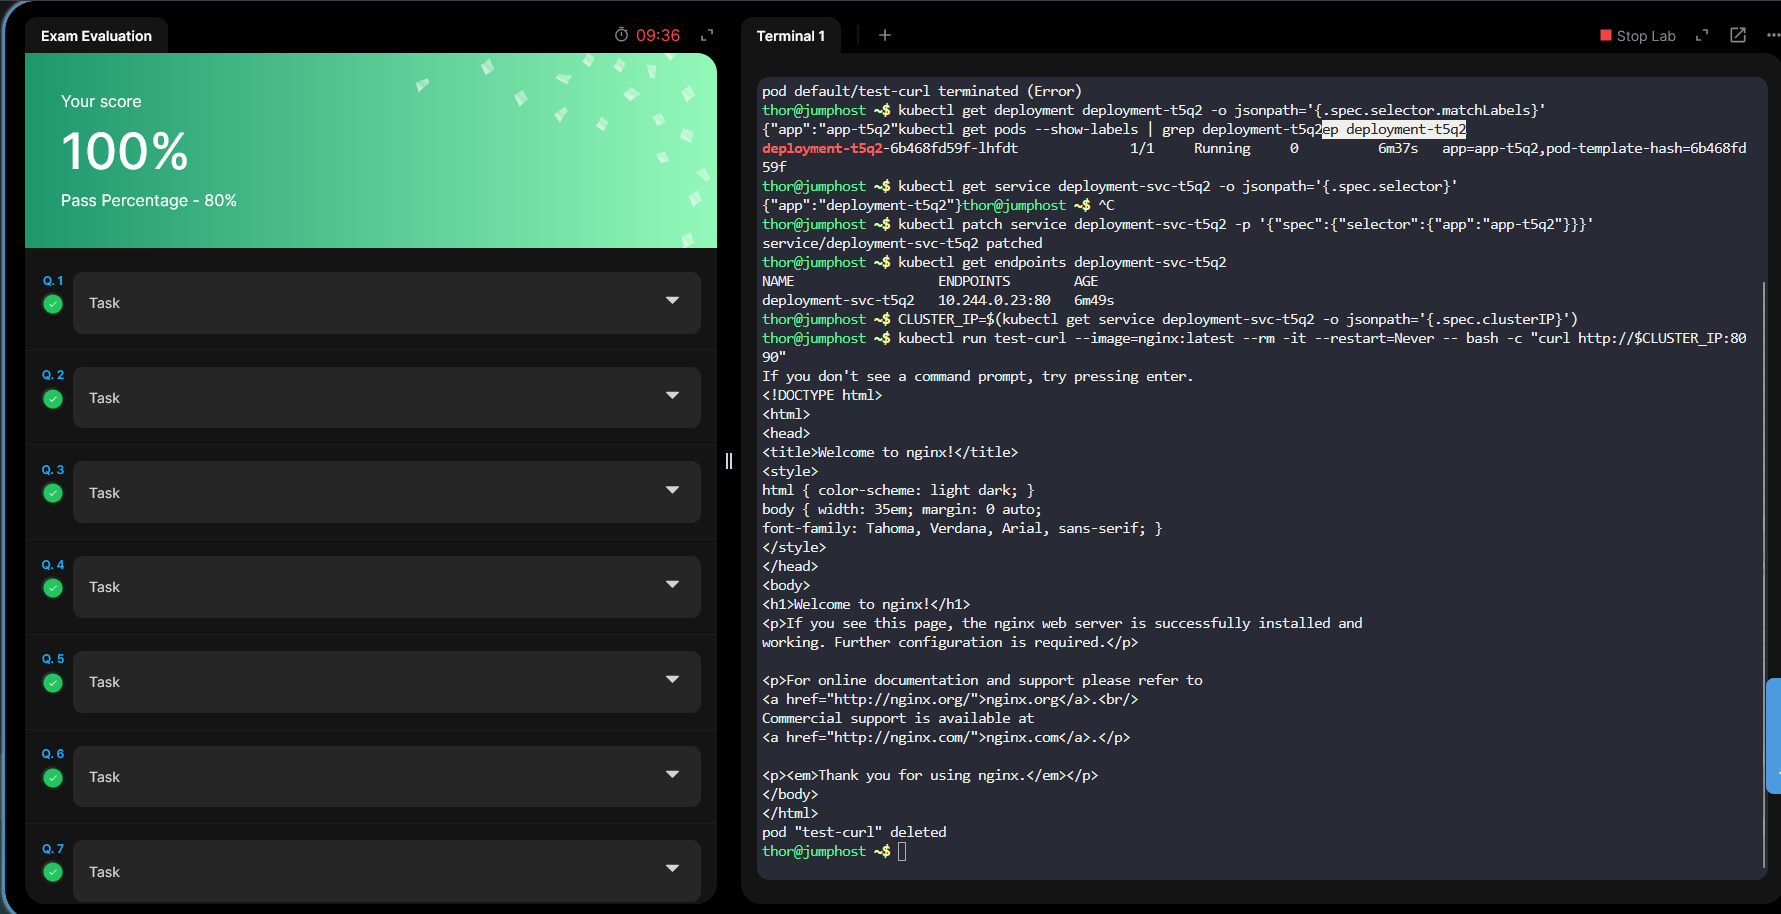 Exam Evaluation
09:36
Your score
100%
Pass Percentage - 80%
Q. 1
Task
Q. 2
Task
Q. 3
Task
Q. 4
Task
Q. 5
Task
Q. 6
Task
Q. 7
Task
Terminal 1
+
Stop Lab
pod default/test-curl terminated (Error)
thor@jumphost ~$ kubectl get deployment deployment-t5q2 -o jsonpath='{.spec.selector.matchLabels}'
{"app":"app-t5q2"kubectl get pods --show-labels | grep deployment-t5q2ep deployment-t5q2
deployment-t5q2-6b468fd59f-lhfdt 1/1 Running 0 6m37s app=app-t5q2,pod-template-hash=6b468fd
59f
thor@jumphost ~$ kubectl get service deployment-svc-t5q2 -o jsonpath='{.spec.selector}'
{"app":"deployment-t5q2"}thor@jumphost ~$ ^C
thor@jumphost ~$ kubectl patch service deployment-svc-t5q2 -p '{"spec":{"selector":{"app":"app-t5q2"}}}'
service/deployment-svc-t5q2 patched
thor@jumphost ~$ kubectl get endpoints deployment-svc-t5q2
NAME ENDPOINTS AGE
deployment-svc-t5q2 10.244.0.23:80 6m49s
thor@jumphost ~$ CLUSTER_IP=$(kubectl get service deployment-svc-t5q2 -o jsonpath='{.spec.clusterIP}')
thor@jumphost ~$ kubectl run test-curl --image=nginx:latest --rm -it --restart=Never -- bash -c "curl http://$CLUSTER_IP:80
90"
If you don't see a command prompt, try pressing enter.
<!DOCTYPE html>
<html>
<head>
<title>Welcome to nginx!</title>
<style>
html { color-scheme: light dark; }
body { width: 35em; margin: 0 auto;
font-family: Tahoma, Verdana, Arial, sans-serif; }
</style>
</head>
<body>
<h1>Welcome to nginx!</h1>
<p>If you see this page, the nginx web server is successfully installed and
working. Further configuration is required.</p>
<p>For online documentation and support please refer to
<a href="http://nginx.org/">nginx.org</a>.<br/>
Commercial support is available at
<a href="http://nginx.com/">nginx.com</a>.</p>
<p><em>Thank you for using nginx.</em></p>
</body>
</html>
pod "test-curl" deleted
thor@jumphost ~$